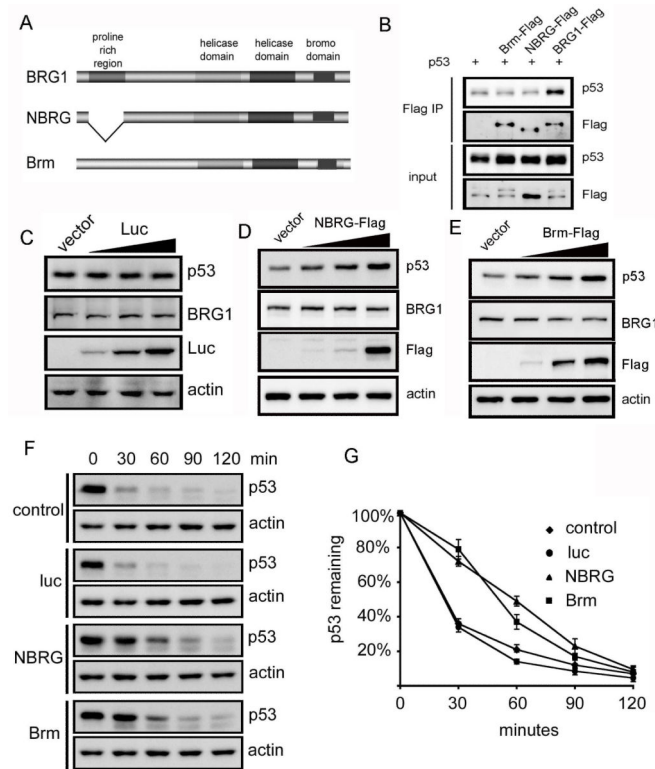 A
proline rich region
helicase domain
helicase domain
bromo domain
BRG1
NBRG
Brm
B
Brm-Flag
NBRG-Flag
BRG1-Flag
p53 + + + +
Flag IP
p53
Flag
input
p53
Flag
C
vector
Luc
p53
BRG1
Luc
actin
D
vector
NBRG-Flag
p53
BRG1
Flag
actin
E
vector
Brm-Flag
p53
BRG1
Flag
actin
F
0 30 60 90 120 min
control
p53
actin
luc
p53
actin
NBRG
p53
actin
Brm
p53
actin
G
p53 remaining
100%
80%
60%
40%
20%
control
luc
NBRG
Brm
0 30 60 90 120
minutes